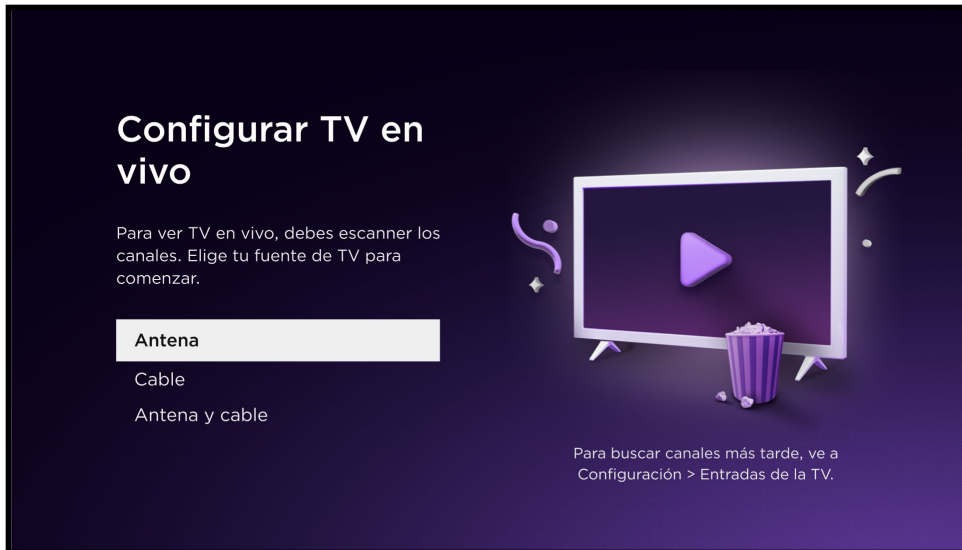 Configurar TV en
vivo
Para ver TV en vivo, debes escanner los
canales. Elige tu fuente de TV para
comenzar.
Antena
Cable
Antena y cable
Para buscar canales más tarde, ve a
Configuración > Entradas de la TV.